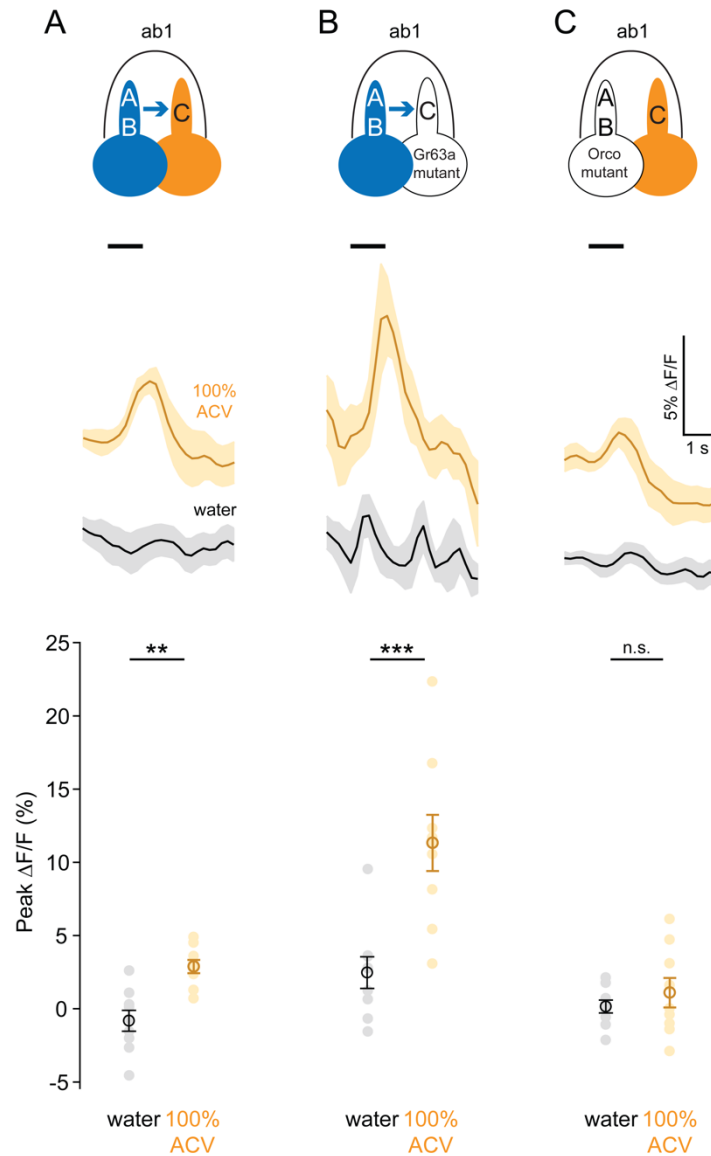 A
ab1
A
B
C
B
ab1
A
B
C
Gr63a
mutant
C
ab1
A
B
Orco
mutant
C
100%
ACV
water
5% ΔF/F
1 s
Peak ΔF/F (%)
25
20
15
10
5
0
-5
**
***
n.s.
water 100%
ACV
water 100%
ACV
water 100%
ACV